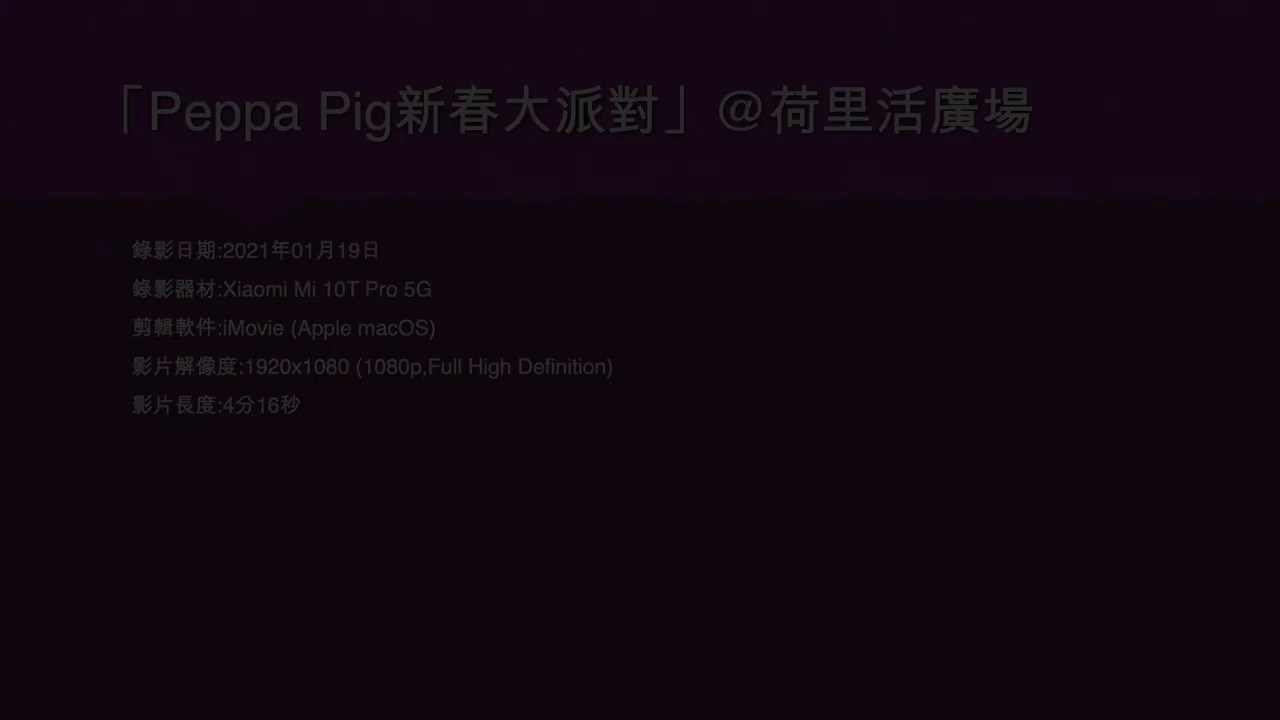 「Peppa Pig新春大派對」@荷里活廣場
錄影日期:2021年01月19日
錄影器材:Xiaomi Mi 10T Pro 5G
剪輯軟件:iMovie (Apple macOS)
影片解像度:1920x1080 (1080p,Full High Definition)
影片長度:4分16秒